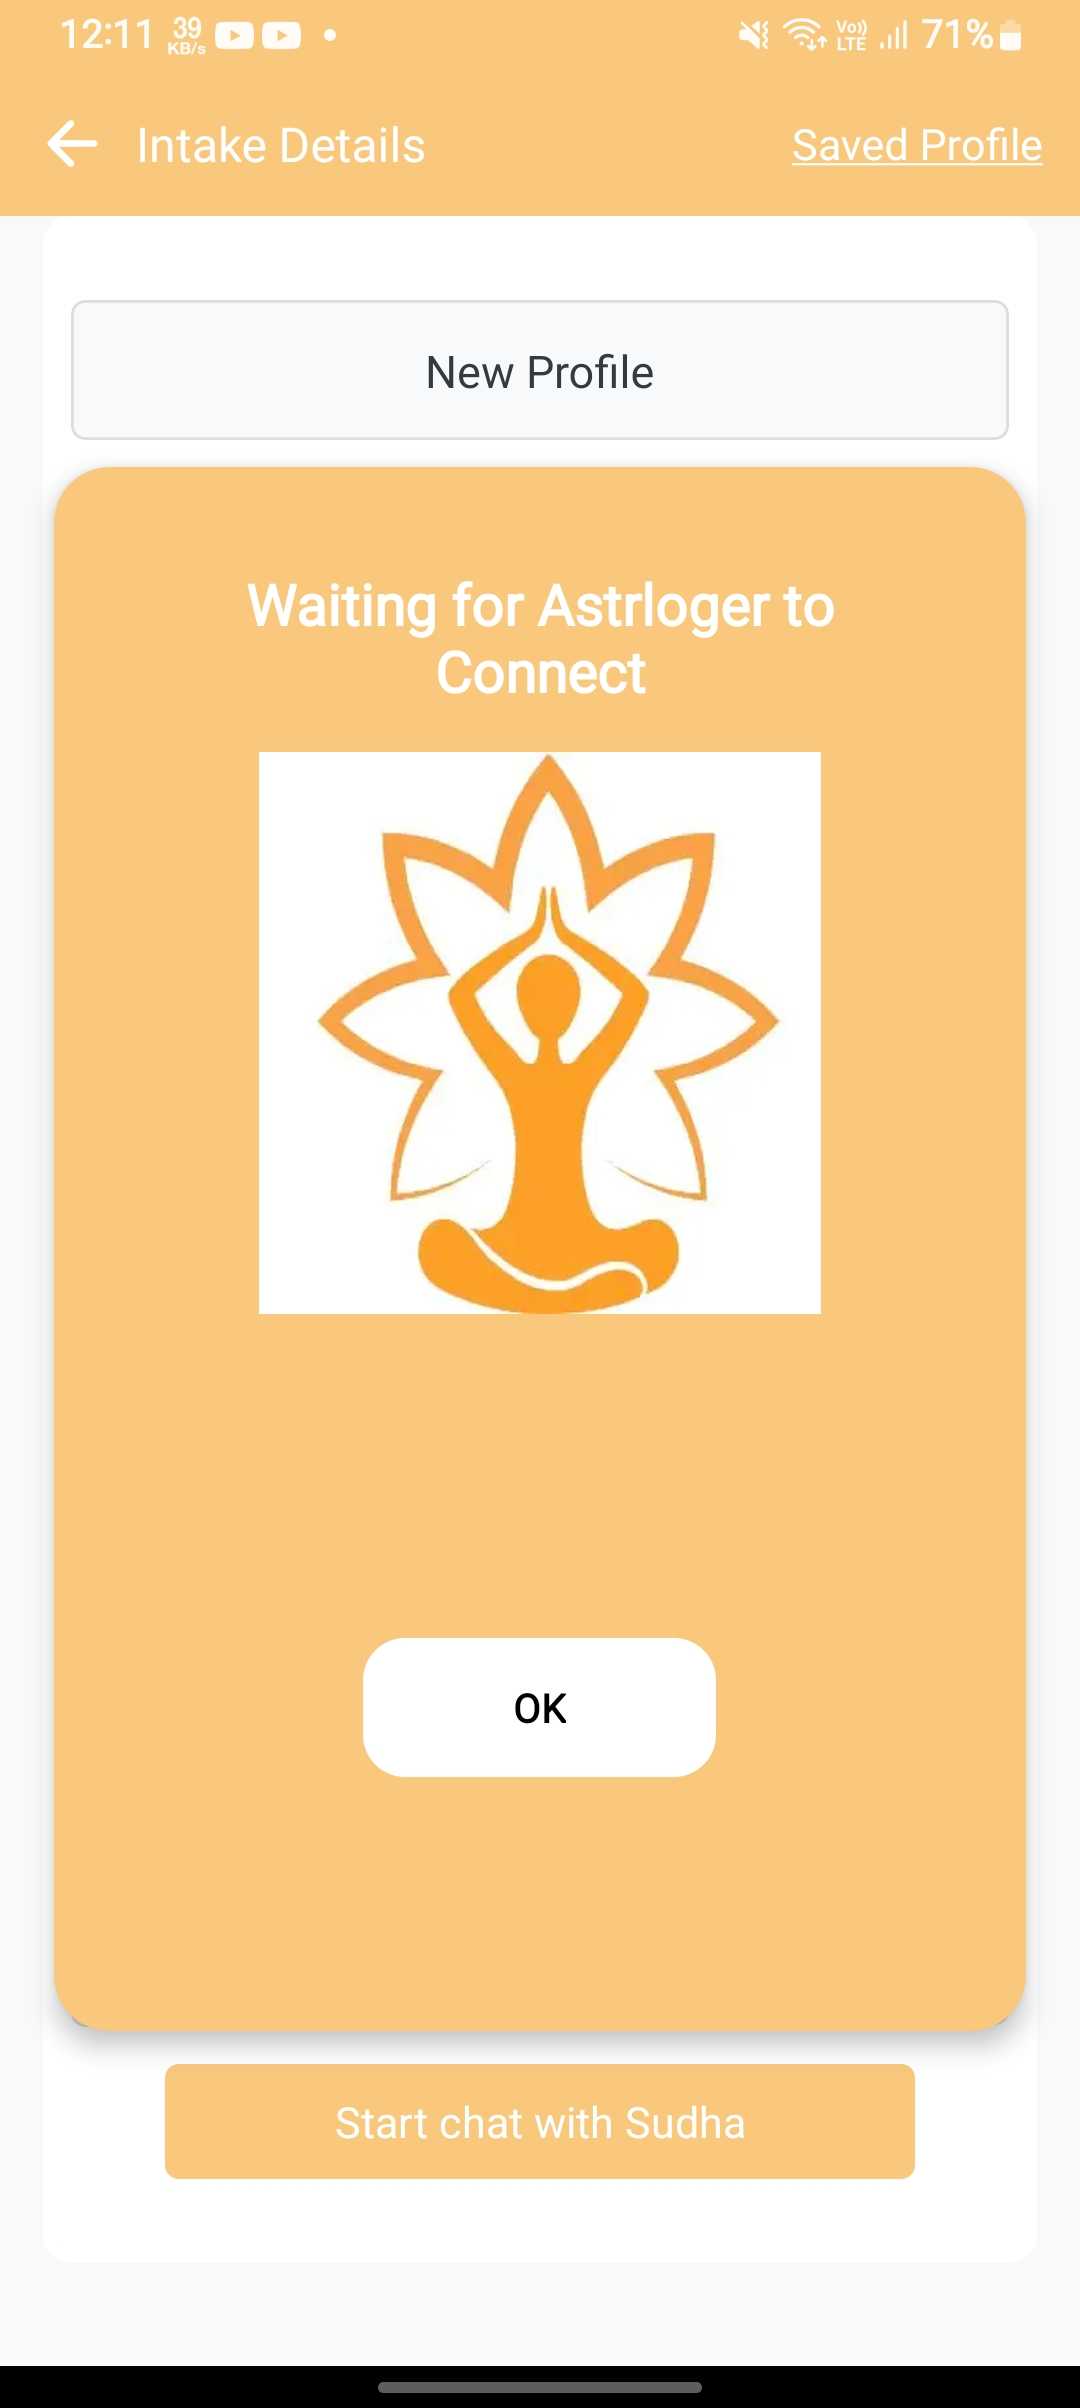 12:11 39 KB/s Vo)) LTE 71%
Intake Details Saved Profile
New Profile
Waiting for Astrloger to
Connect
OK
Start chat with Sudha